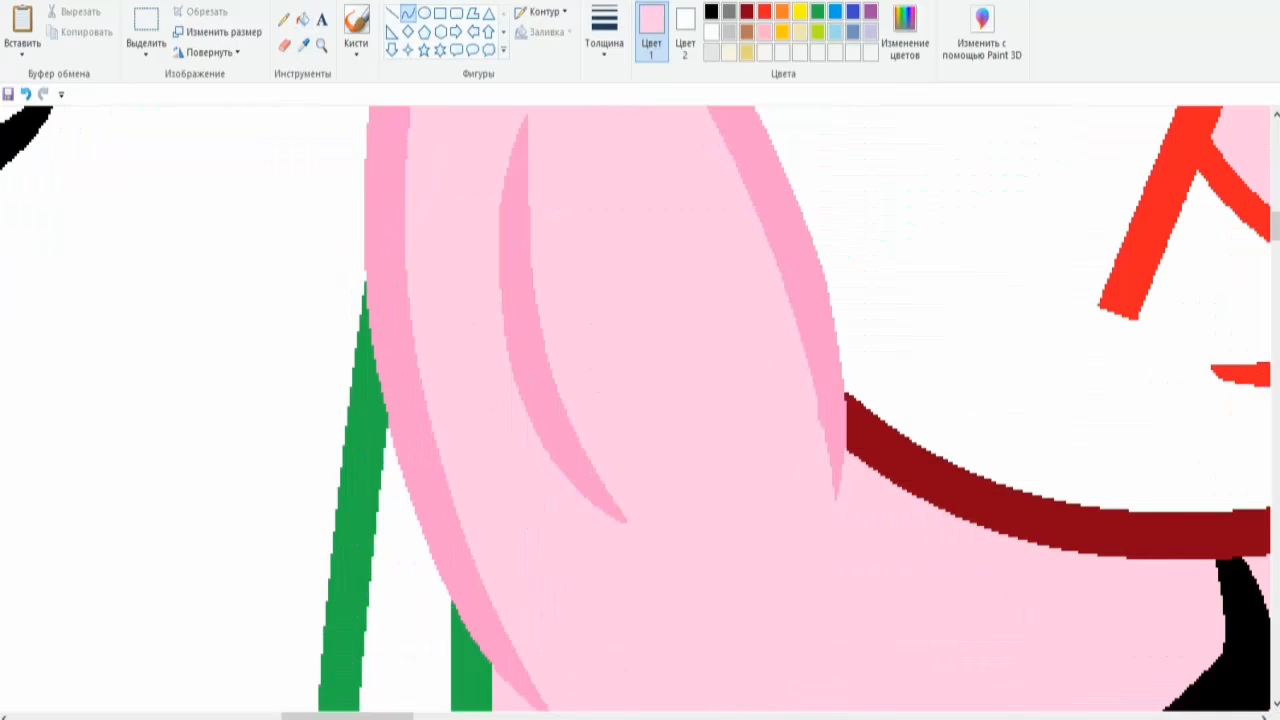 Вставить
Вырезать
Копировать
Буфер обмена
Выделить
Обрезать
Изменить размер
Повернуть
Изображение
A
Инструменты
Кисти
Контур
Заливка
Фигуры
Толщина
Цвет 1
Цвет 2
Цвета
Изменение цветов
Изменить с помощью Paint 3D